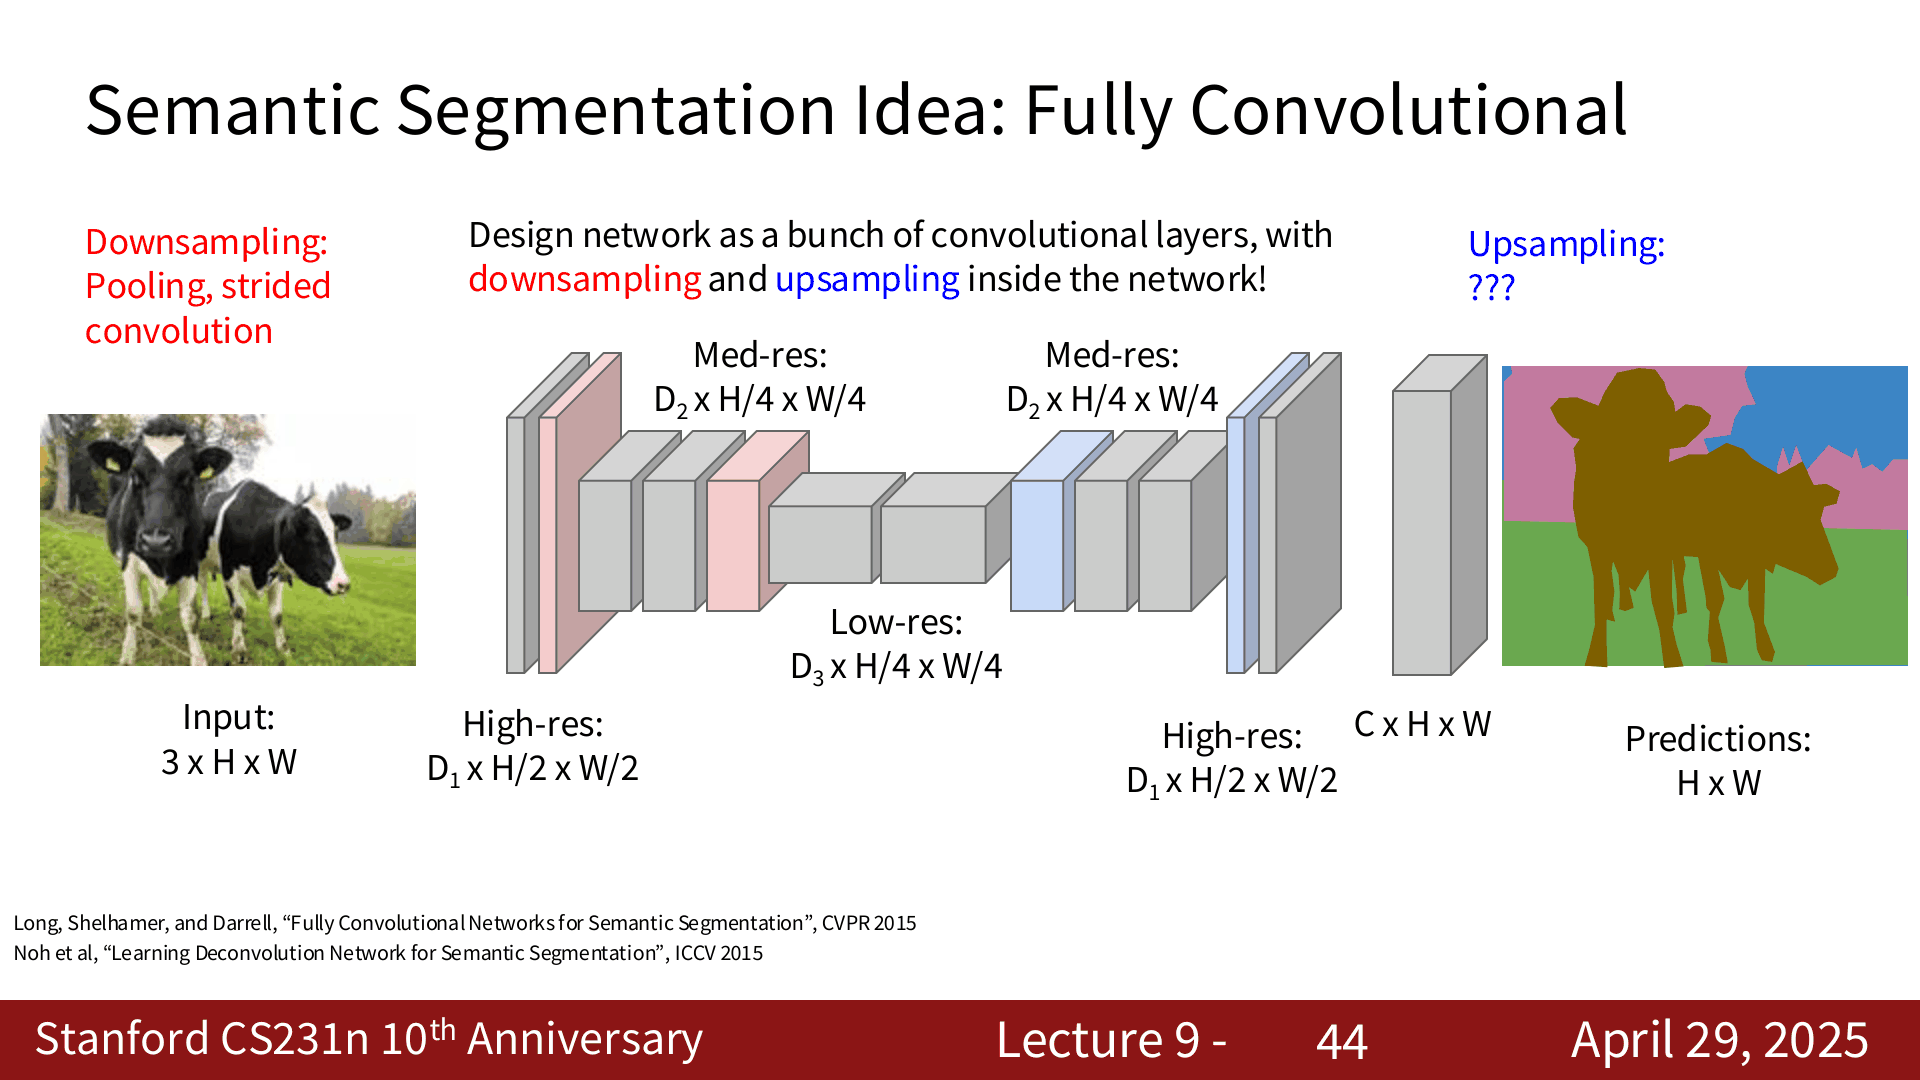 Semantic Segmentation Idea: Fully Convolutional
Downsampling:
Pooling, strided
convolution
Design network as a bunch of convolutional layers, with
downsampling and upsampling inside the network!
Upsampling:
???
Med-res:
D2 x H/4 x W/4
Med-res:
D2 x H/4 x W/4
Low-res:
D3 x H/4 x W/4
Input:
3 x H x W
High-res:
D1 x H/2 x W/2
High-res:
D1 x H/2 x W/2
C x H x W
Predictions:
H x W
Long, Shelhamer, and Darrell, “Fully Convolutional Networks for Semantic Segmentation”, CVPR 2015
Noh et al, “Learning Deconvolution Network for Semantic Segmentation”, ICCV 2015
Stanford CS231n 10th Anniversary
Lecture 9 - 44
April 29, 2025